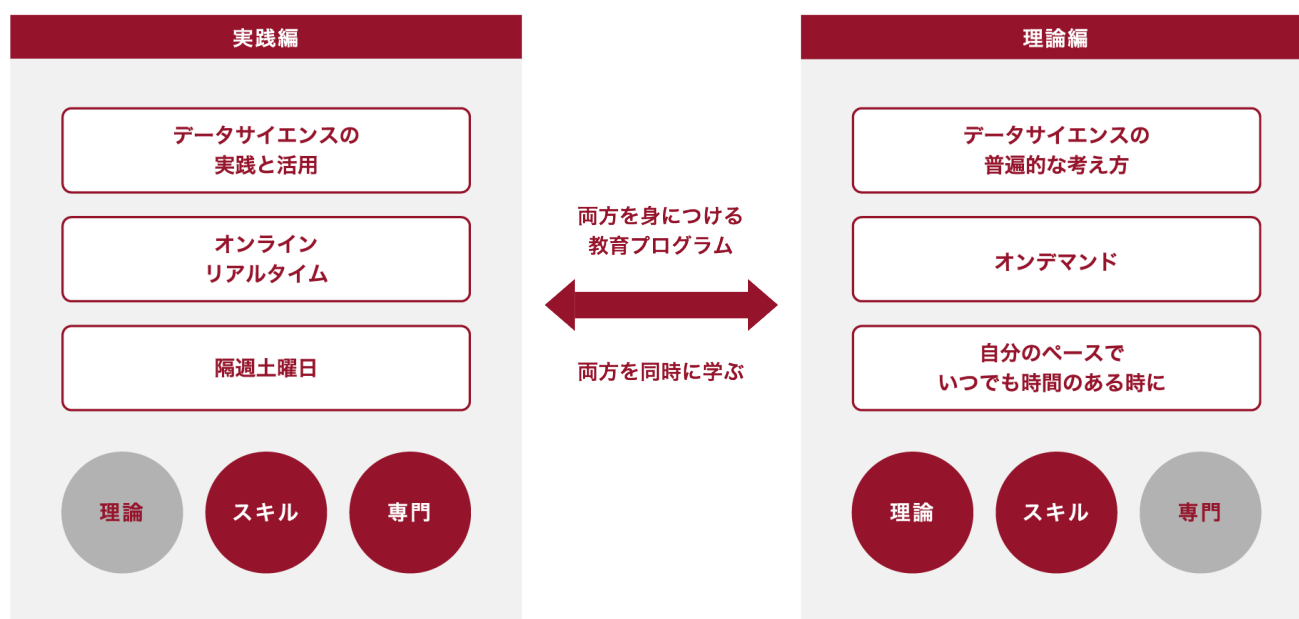 実践編
データサイエンスの
実践と活用
オンライン
リアルタイム
隔週土曜日
理論
スキル
専門
両方を身につける
教育プログラム
両方を同時に学ぶ
理論編
データサイエンスの
普遍的な考え方
オンデマンド
自分のペースで
いつでも時間のある時に
理論
スキル
専門